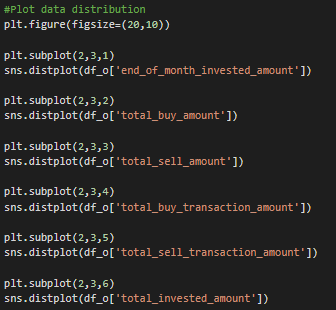 #Plot data distribution
plt.figure(figsize=(20,10))
plt.subplot(2,3,1)
sns.distplot(df_o['end_of_month_invested_amount'])
plt.subplot(2,3,2)
sns.distplot(df_o['total_buy_amount'])
plt.subplot(2,3,3)
sns.distplot(df_o['total_sell_amount'])
plt.subplot(2,3,4)
sns.distplot(df_o['total_buy_transaction_amount'])
plt.subplot(2,3,5)
sns.distplot(df_o['total_sell_transaction_amount'])
plt.subplot(2,3,6)
sns.distplot(df_o['total_invested_amount'])